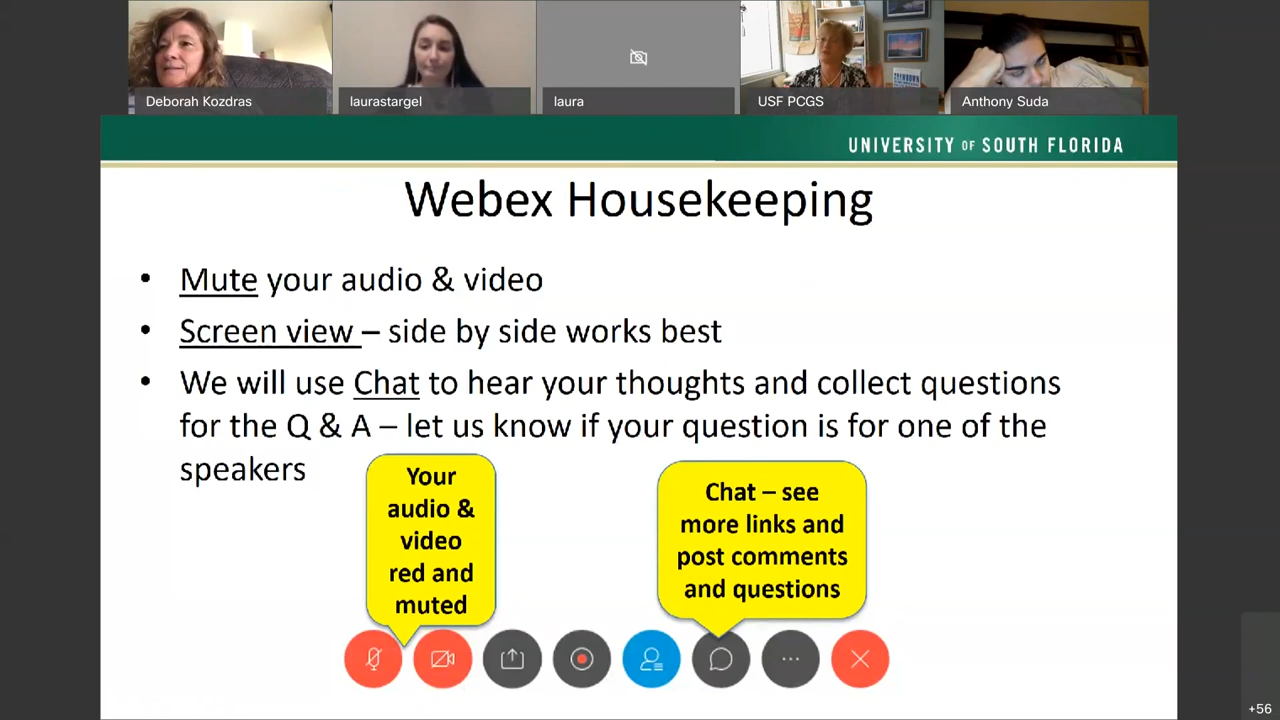 Deborah Kozdras
laurastargel
laura
USF PCGS
Anthony Suda
UNIVERSITY OF SOUTH FLORIDA
Webex Housekeeping
• Mute your audio & video
• Screen view – side by side works best
• We will use Chat to hear your thoughts and collect questions
for the Q & A – let us know if your question is for one of the
speakers
Your
audio &
video
red and
muted
Chat – see
more links and
post comments
and questions
+56